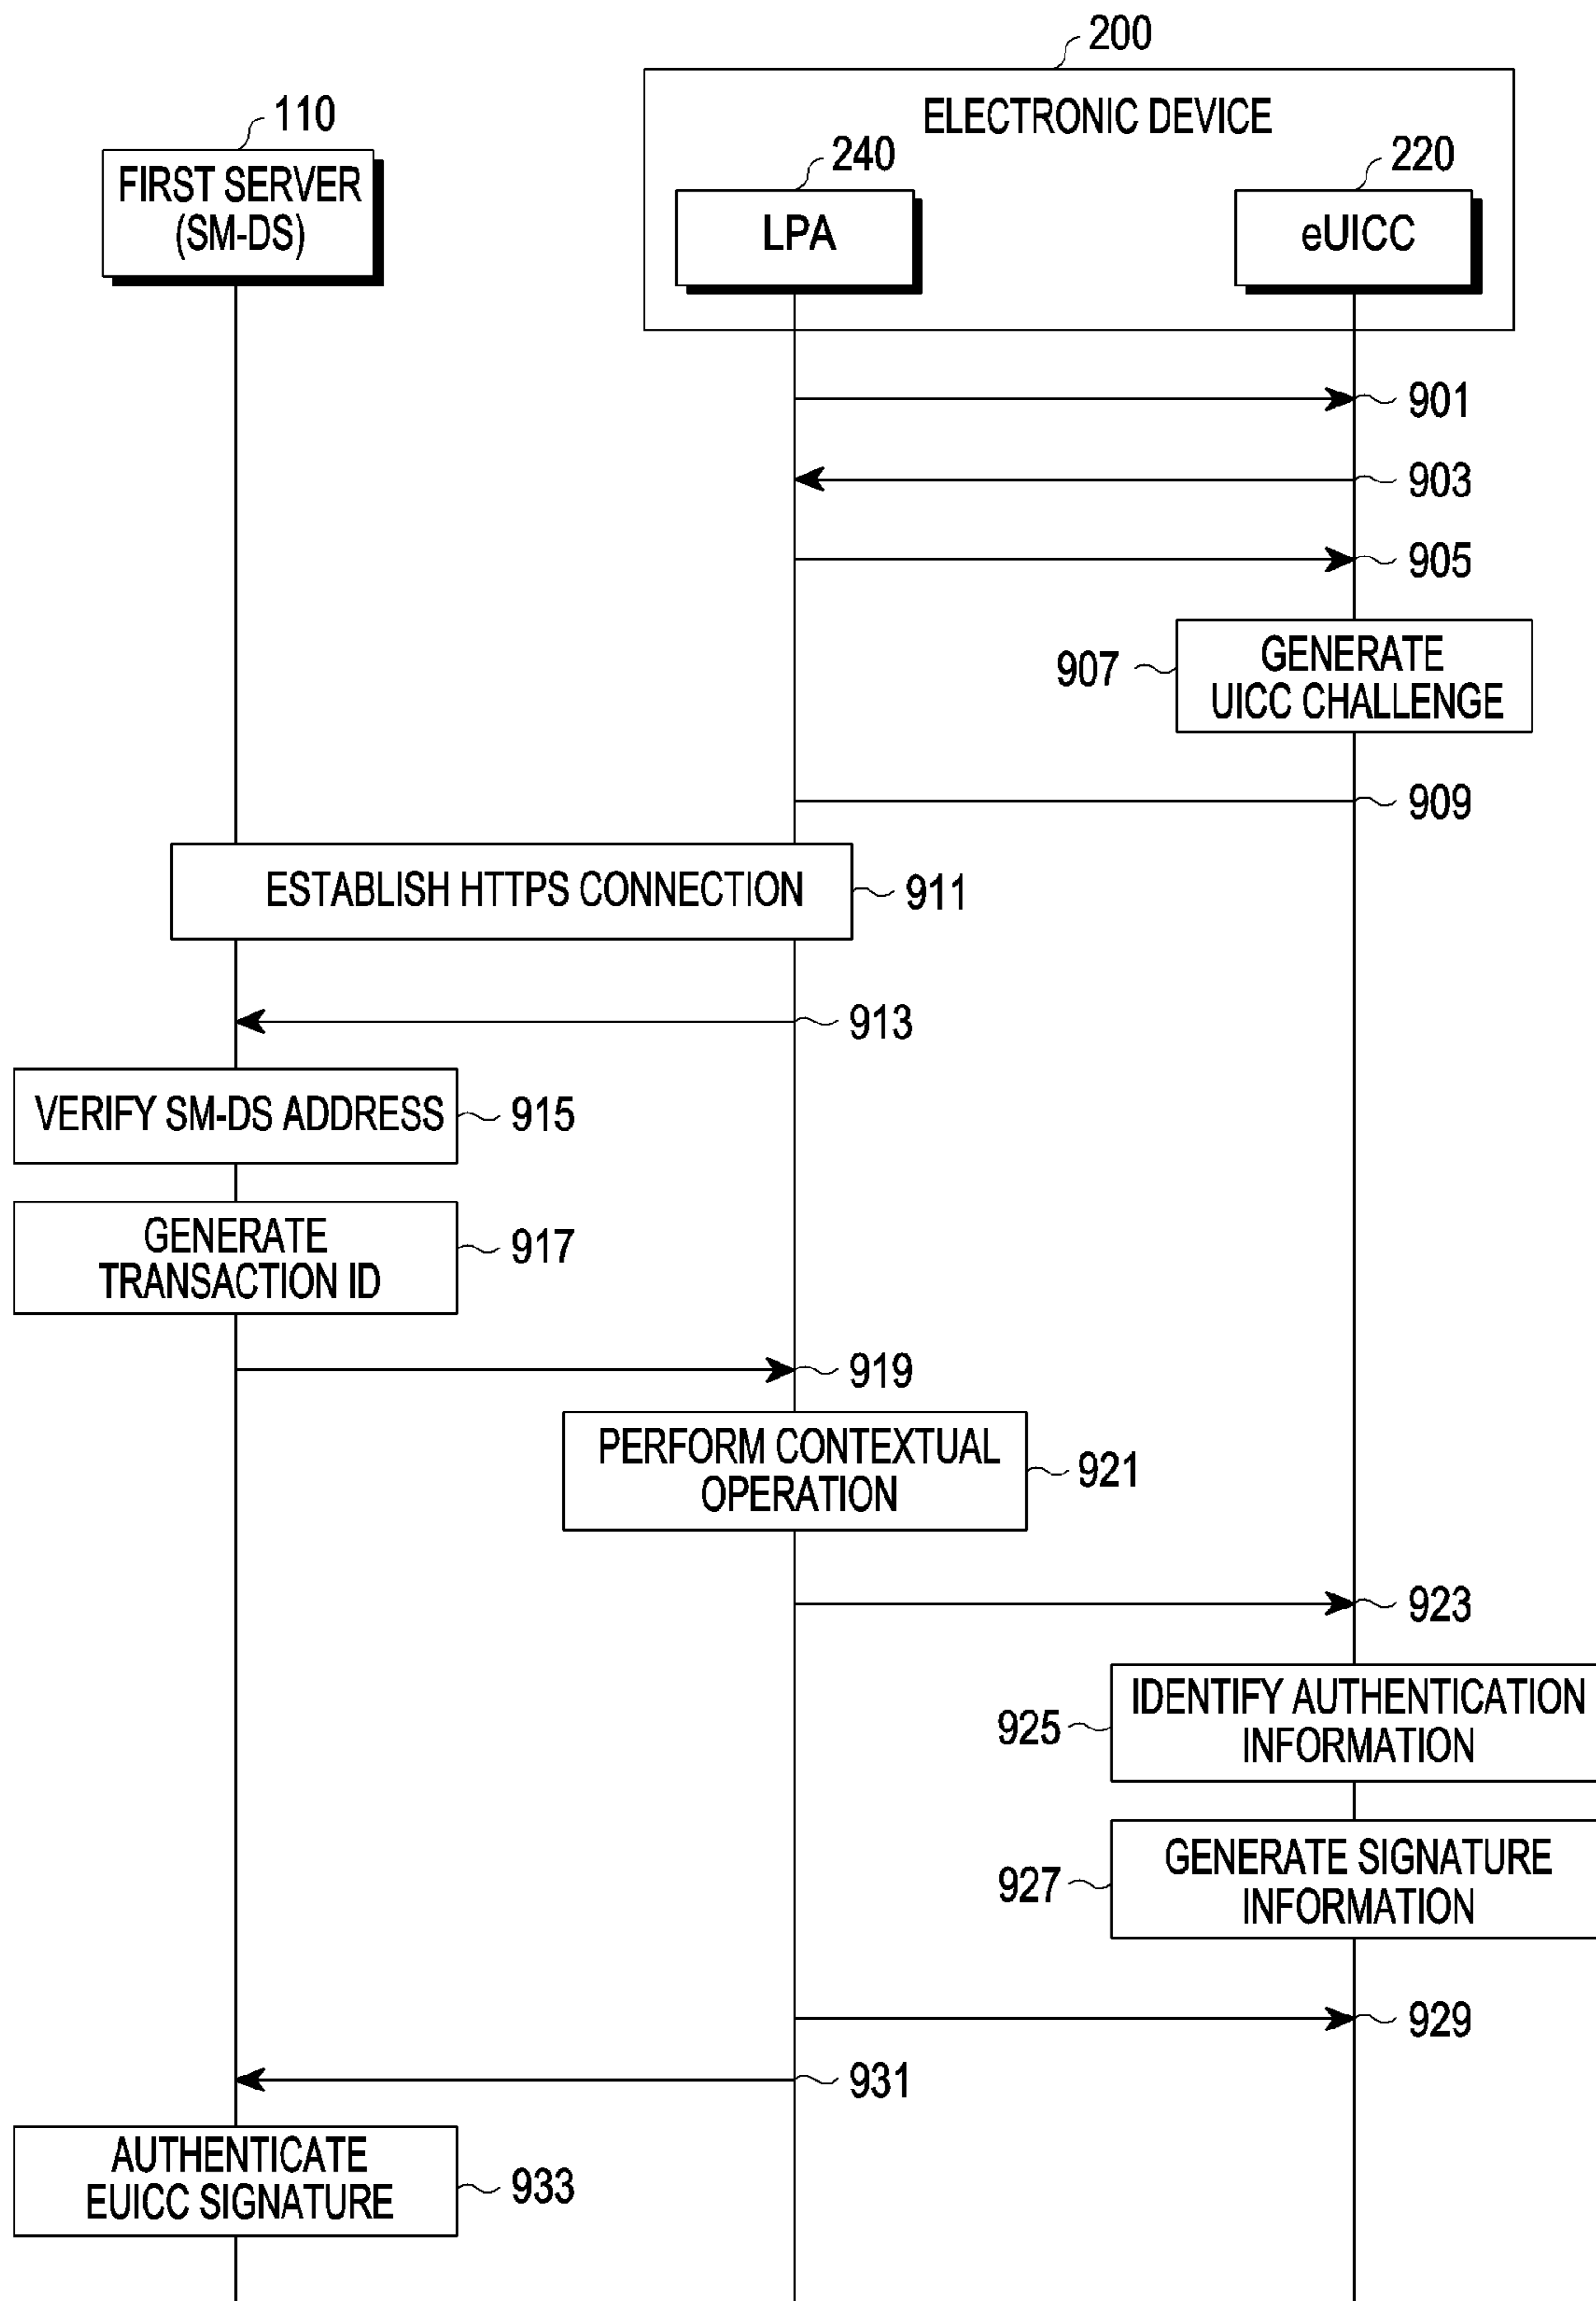 200
ELECTRONIC DEVICE
110
FIRST SERVER
(SM-DS)
240
LPA
220
eUICC
901
903
905
907
GENERATE
UICC CHALLENGE
909
ESTABLISH HTTPS CONNECTION
911
913
VERIFY SM-DS ADDRESS
915
GENERATE
TRANSACTION ID
917
919
PERFORM CONTEXTUAL
OPERATION
921
923
925
IDENTIFY AUTHENTICATION
INFORMATION
927
GENERATE SIGNATURE
INFORMATION
929
931
AUTHENTICATE
EUICC SIGNATURE
933